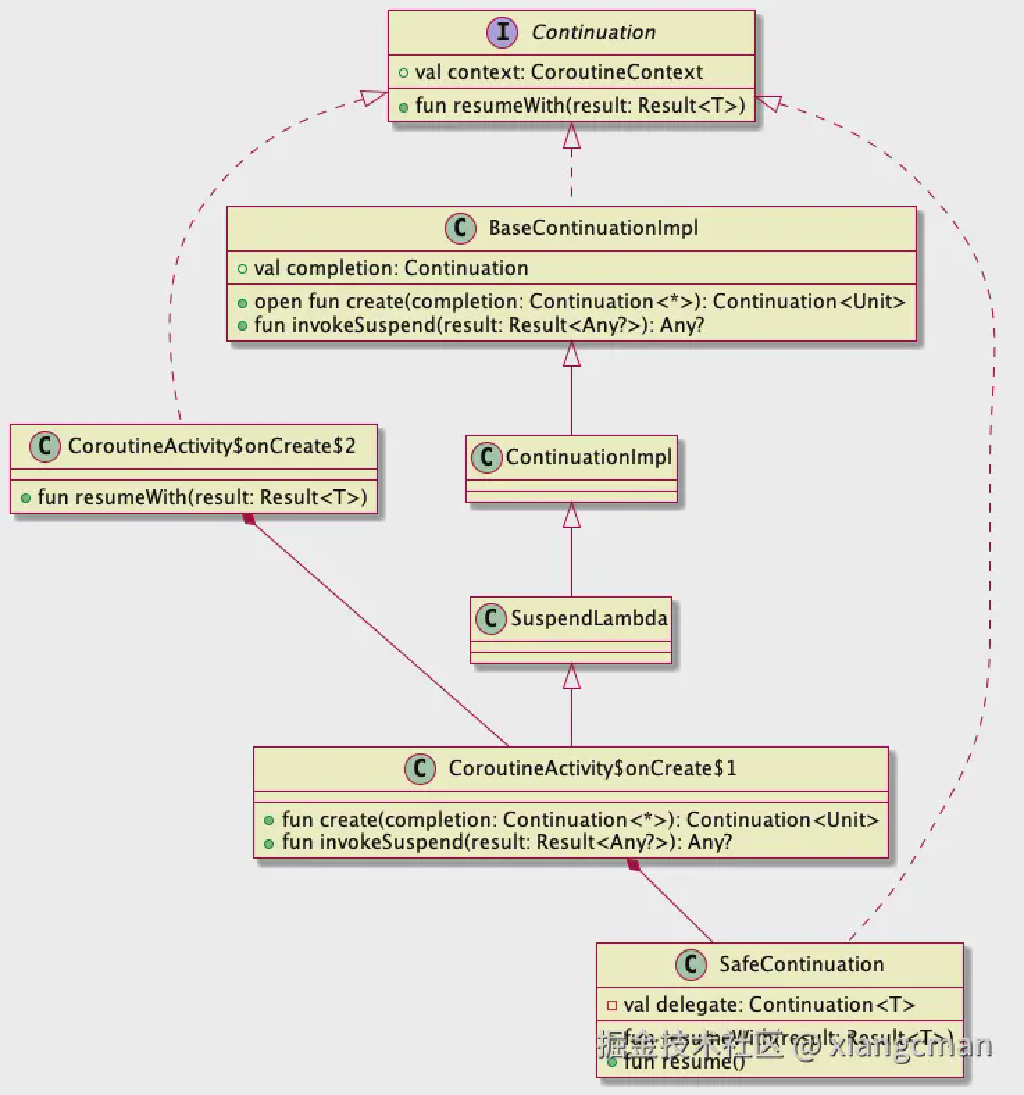 I Continuation
val context: CoroutineContext
fun resumeWith(result: Result<T>)
C BaseContinuationImpl
val completion: Continuation
open fun create(completion: Continuation<*>): Continuation<Unit>
fun invokeSuspend(result: Result<Any?>): Any?
C CoroutineActivity$onCreate$2
fun resumeWith(result: Result<T>)
C ContinuationImpl
C SuspendLambda
C CoroutineActivity$onCreate$1
fun create(completion: Continuation<*>): Continuation<Unit>
fun invokeSuspend(result: Result<Any?>): Any?
C SafeContinuation
val delegate: Continuation<T>
fun resumeWith(result: Result<T>)
fun resume()
掘金技术社区 @ xiangcman